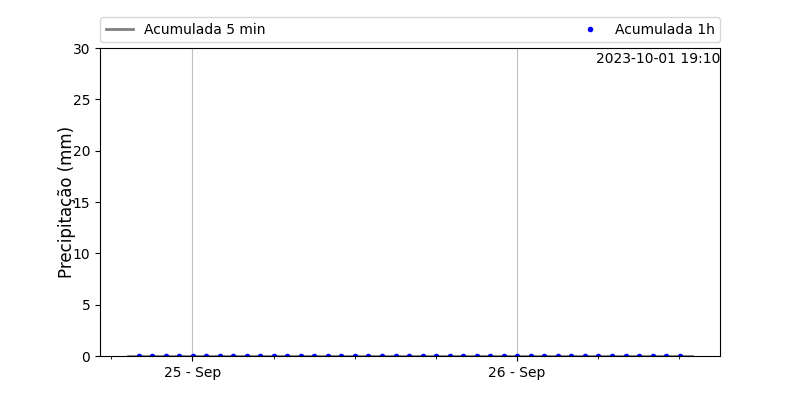 Acumulada 5 min
Acumulada 1h
2023-10-01 19:10
Precipitação (mm)
30
25
20
15
10
5
0
25 - Sep
26 - Sep